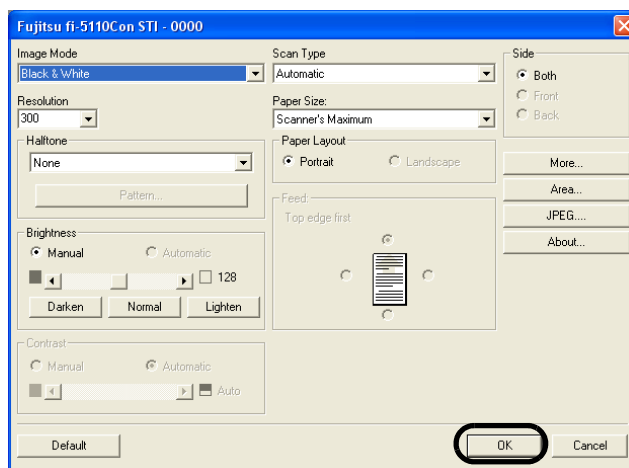 Fujitsu fi-5110Con STI - 0000
Image Mode
Black & White
Resolution
300
Halftone
None
Pattern...
Brightness
Manual
Automatic
128
Darken
Normal
Lighten
Contrast
Manual
Automatic
Auto
Scan Type
Automatic
Paper Size:
Scanner's Maximum
Paper Layout
Portrait
Landscape
Feed:
Top edge first
Side
Both
Front
Back
More...
Area...
JPEG....
About...
Default
OK
Cancel